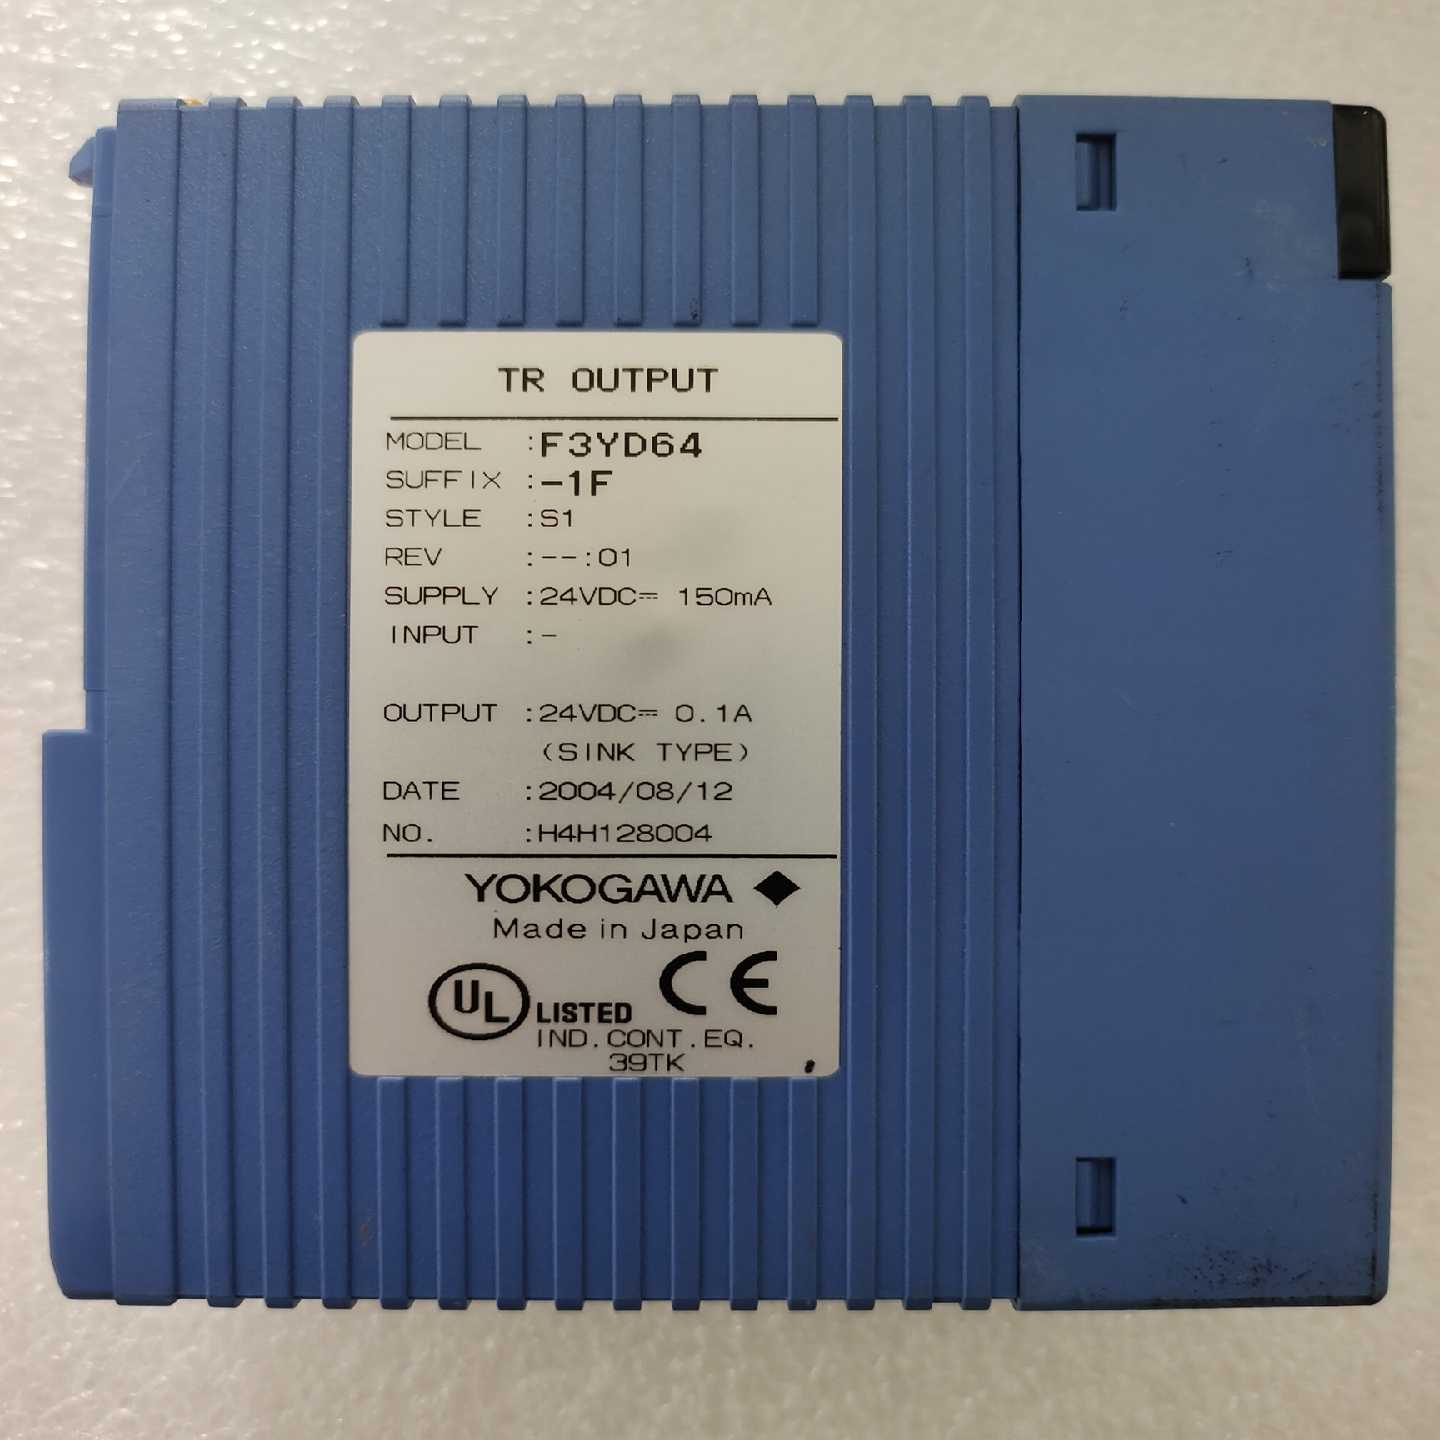 TR OUTPUT
MODEL :F3YD64
SUFFIX :-1F
STYLE :S1
REV :--:01
SUPPLY :24VDC⎓ 150mA
INPUT :-
OUTPUT :24VDC⎓ 0.1A
(SINK TYPE)
DATE :2004/08/12
NO. :H4H128004
YOKOGAWA
Made in Japan
UL LISTED CE
IND.CONT.EQ.
39TK